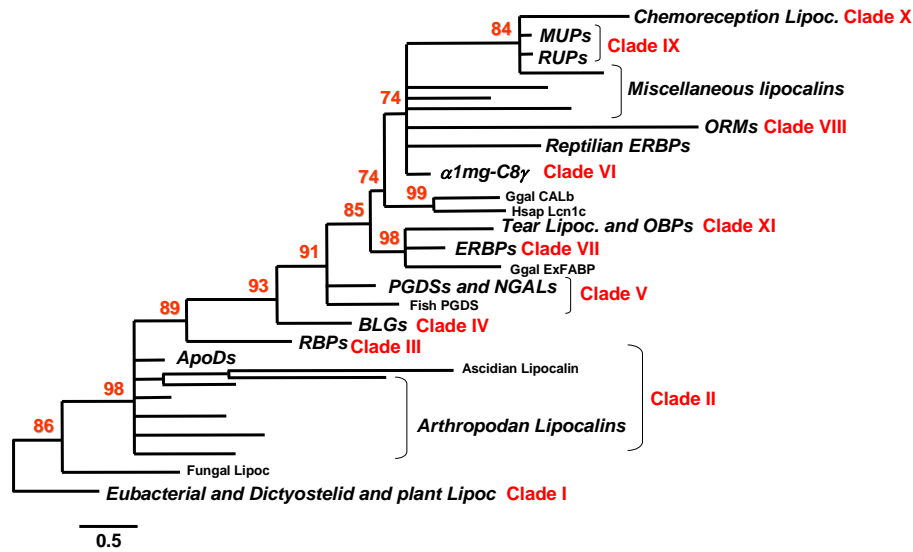 Chemoreception Lipoc. Clade X
84
MUPs
Clade IX
RUPs
Miscellaneous lipocalins
74
ORMs Clade VIII
Reptilian ERBPs
α1mg-C8γ Clade VI
74
99
Ggal CALb
Hsap Lcn1c
85
Tear Lipoc. and OBPs Clade XI
98
ERBPs Clade VII
91
Ggal ExFABP
93
PGDSs and NGALs
Clade V
Fish PGDS
89
BLGs Clade IV
RBPs Clade III
ApoDs
Ascidian Lipocalin
98
Clade II
Arthropodan Lipocalins
86
Fungal Lipoc
Eubacterial and Dictyostelid and plant Lipoc Clade I
0.5